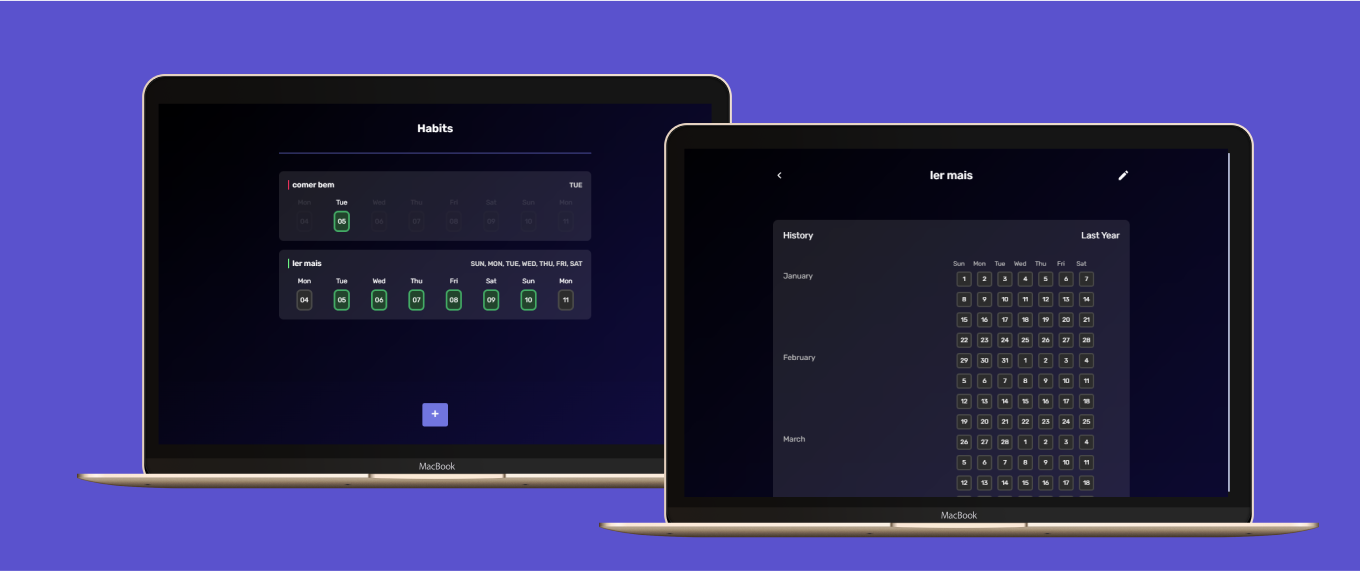 Habits
comer bem TUE
Mon Tue Wed Thu Fri Sat Sun Mon
04 05 06 07 08 09 10 11
ler mais SUN, MON, TUE, WED, THU, FRI, SAT
Mon Tue Wed Thu Fri Sat Sun Mon
04 05 06 07 08 09 10 11
+
MacBook
ler mais
History Last Year
Sun Mon Tue Wed Thu Fri Sat
January
1 2 3 4 5 6 7
8 9 10 11 12 13 14
15 16 17 18 19 20 21
22 23 24 25 26 27 28
February
29 30 31 1 2 3 4
5 6 7 8 9 10 11
12 13 14 15 16 17 18
19 20 21 22 23 24 25
March
26 27 28 1 2 3 4
5 6 7 8 9 10 11
12 13 14 15 16 17 18
MacBook